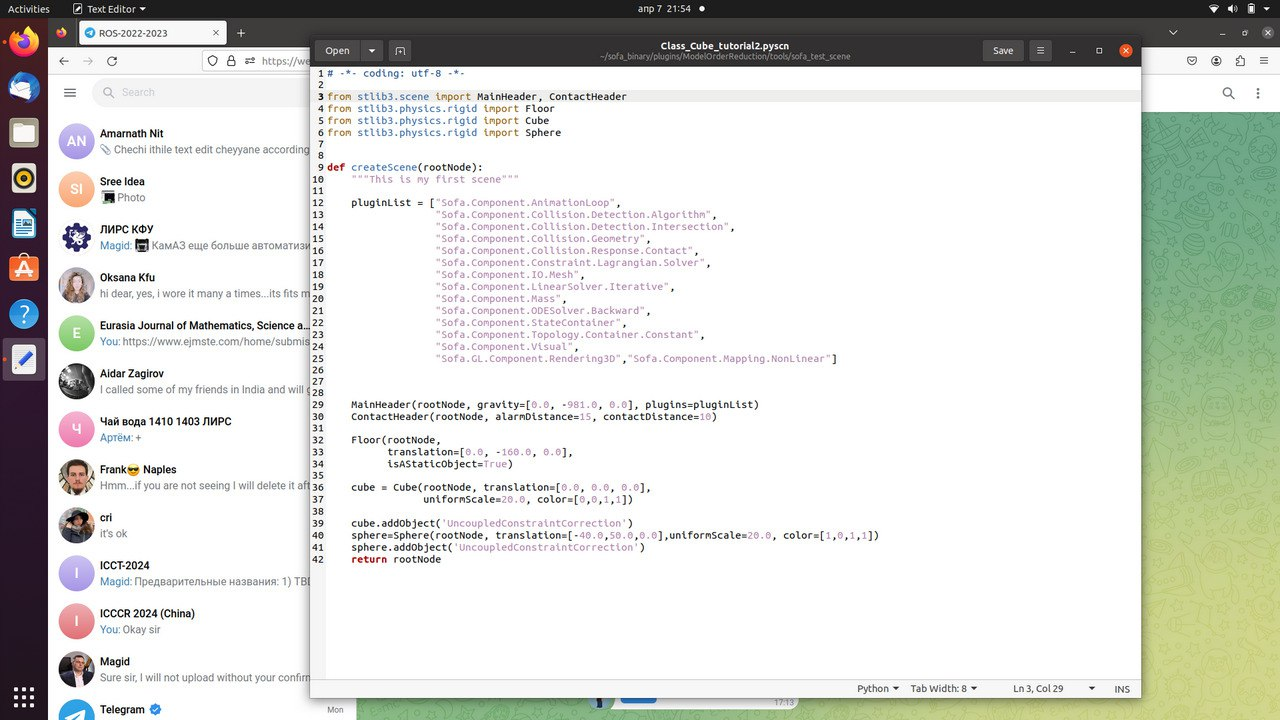 Activities
Text Editor
апр 7 21:54
ROS-2022-2023
https://we
Search
AN
Amarnath Nit
Chechi ithile text edit cheyyane according
SI
Sree Idea
Photo
ЛИРС КФУ
Magid: КамАЗ еще больше автоматизи
Oksana Kfu
hi dear, yes, i wore it many a times...its fits m
E
Eurasia Journal of Mathematics, Science a...
You: https://www.ejmste.com/home/submis
Aidar Zagirov
I called some of my friends in India and will g
Ч
Чай вода 1410 1403 ЛИРС
Артём: +
Frank😎 Naples
Hmm...if you are not seeing I will delete it aft
cri
it's ok
I
ICCT-2024
Magid: Предварительные названия: 1) TBD
I
ICCCR 2024 (China)
You: Okay sir
Magid
Sure sir, I will not upload without your confirm
Telegram
Mon
17:13
Open
Class_Cube_tutorial2.pyscn
~/sofa_binary/plugins/ModelOrderReduction/tools/sofa_test_scene
Save
1 # -*- coding: utf-8 -*-
2
3 from stlib3.scene import MainHeader, ContactHeader
4 from stlib3.physics.rigid import Floor
5 from stlib3.physics.rigid import Cube
6 from stlib3.physics.rigid import Sphere
7
8
9 def createScene(rootNode):
10     """This is my first scene"""
11
12     pluginList = ["Sofa.Component.AnimationLoop",
13                   "Sofa.Component.Collision.Detection.Algorithm",
14                   "Sofa.Component.Collision.Detection.Intersection",
15                   "Sofa.Component.Collision.Geometry",
16                   "Sofa.Component.Collision.Response.Contact",
17                   "Sofa.Component.Constraint.Lagrangian.Solver",
18                   "Sofa.Component.IO.Mesh",
19                   "Sofa.Component.LinearSolver.Iterative",
20                   "Sofa.Component.Mass",
21                   "Sofa.Component.ODESolver.Backward",
22                   "Sofa.Component.StateContainer",
23                   "Sofa.Component.Topology.Container.Constant",
24                   "Sofa.Component.Visual",
25                   "Sofa.GL.Component.Rendering3D","Sofa.Component.Mapping.NonLinear"]
26
27
28
29     MainHeader(rootNode, gravity=[0.0, -981.0, 0.0], plugins=pluginList)
30     ContactHeader(rootNode, alarmDistance=15, contactDistance=10)
31
32     Floor(rootNode,
33           translation=[0.0, -160.0, 0.0],
34           isAStaticObject=True)
35
36     cube = Cube(rootNode, translation=[0.0, 0.0, 0.0],
37                 uniformScale=20.0, color=[0,0,1,1])
38
39     cube.addObject('UncoupledConstraintCorrection')
40     sphere=Sphere(rootNode, translation=[-40.0,50.0,0.0],uniformScale=20.0, color=[1,0,1,1])
41     sphere.addObject('UncoupledConstraintCorrection')
42     return rootNode
Python
Tab Width: 8
Ln 3, Col 29
INS